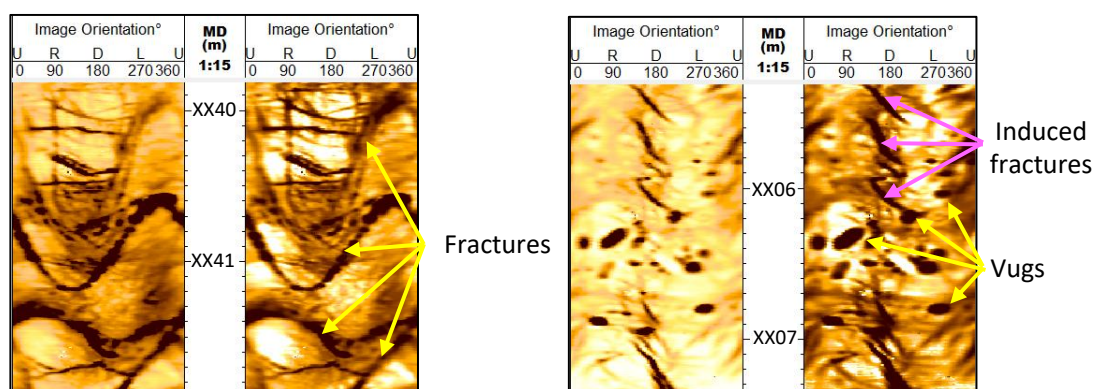 Image Orientation° MD (m) 1:15 Image Orientation°
U R D L U U R D L U
0 90 180 270 360 0 90 180 270 360
XX40
XX41
Fractures
Image Orientation° MD (m) 1:15 Image Orientation°
U R D L U U R D L U
0 90 180 270 360 0 90 180 270 360
XX06
XX07
Induced
fractures
Vugs